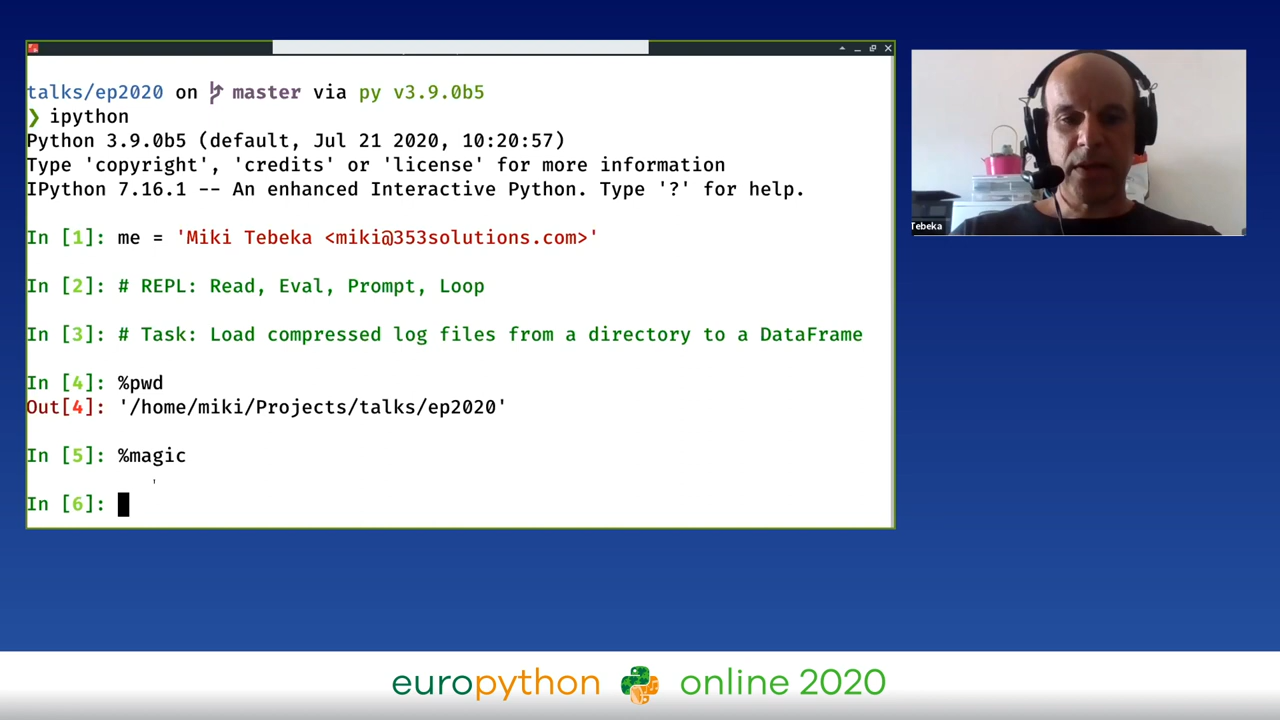 talks/ep2020 on master via py v3.9.0b5
❯ ipython
Python 3.9.0b5 (default, Jul 21 2020, 10:20:57)
Type 'copyright', 'credits' or 'license' for more information
IPython 7.16.1 -- An enhanced Interactive Python. Type '?' for help.
In [1]: me = 'Miki Tebeka <miki@353solutions.com>'
In [2]: # REPL: Read, Eval, Prompt, Loop
In [3]: # Task: Load compressed log files from a directory to a DataFrame
In [4]: %pwd
Out[4]: '/home/miki/Projects/talks/ep2020'
In [5]: %magic
In [6]:
Tebeka
europython online 2020